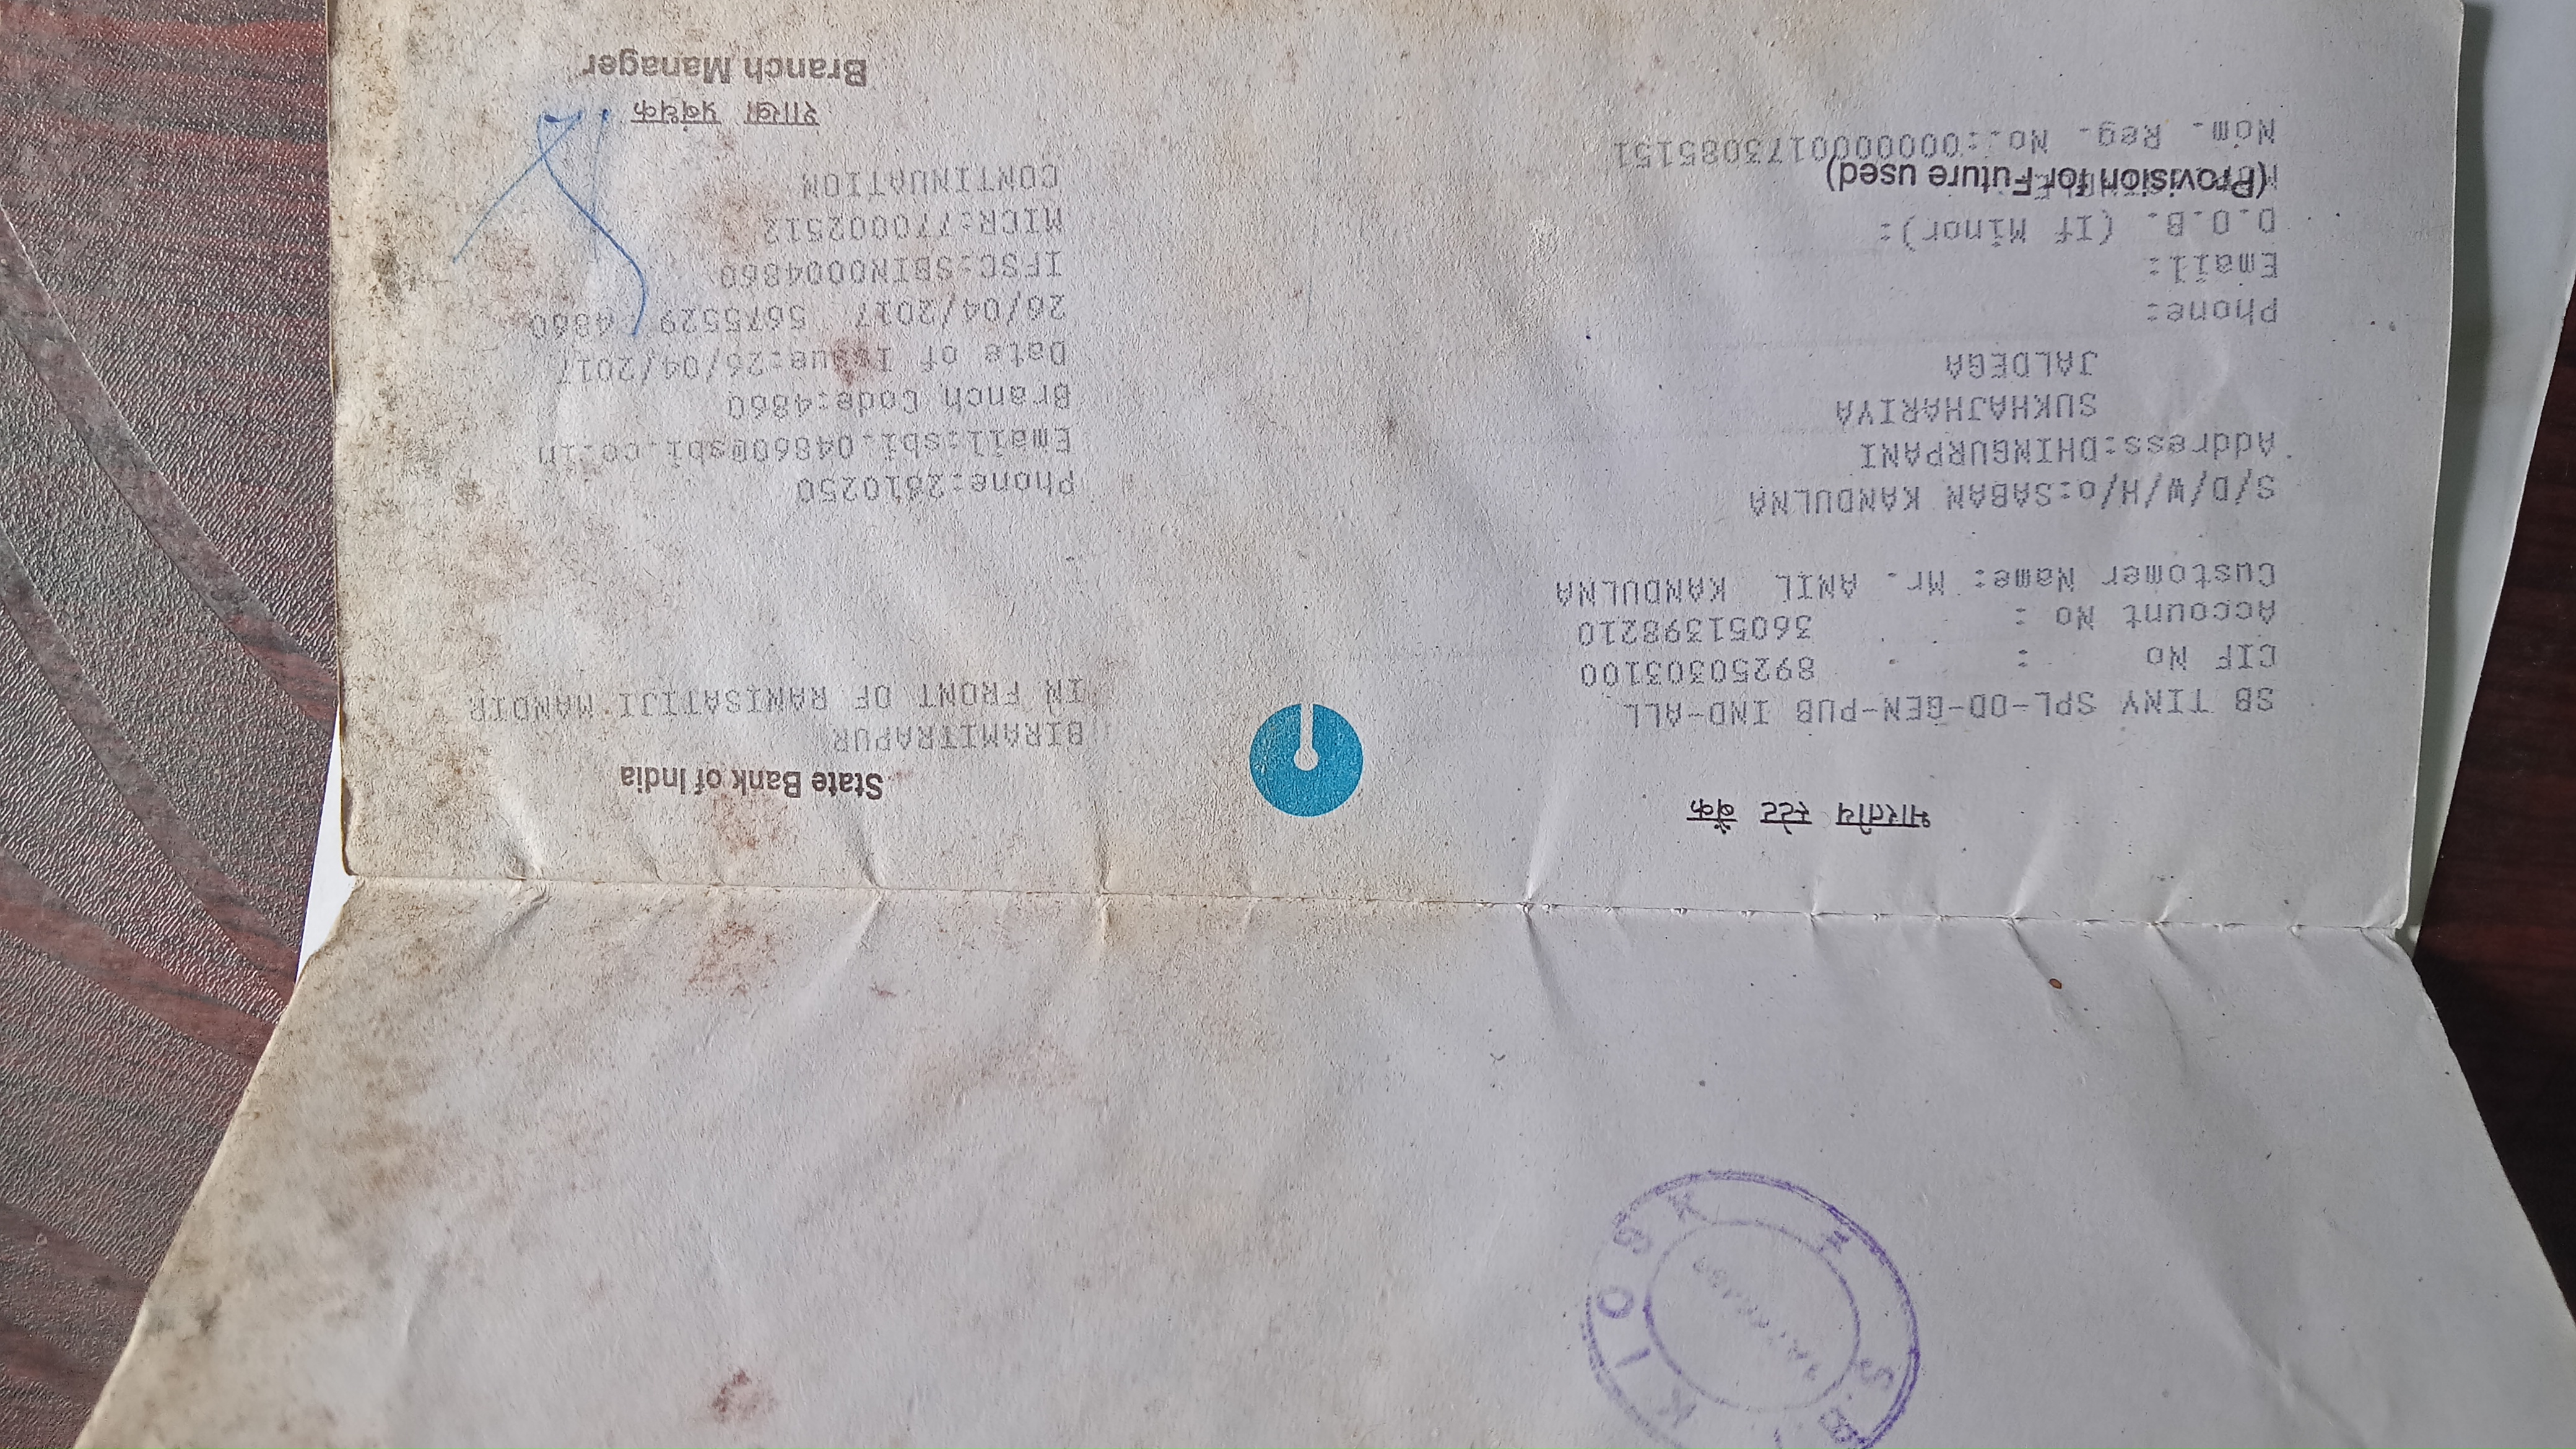 भारतीय स्टेट बैंक
SB TINY SPL-OD-GEN-PUB IND-ALL
CIF No : 89250303100
Account No : 36051398210
Customer Name: Mr. ANIL KANDULNA
S/D/W/H/o:SABAN KANDULNA
Address:DHINGURPANI
SUKHAJHARIYA
JALDEGA
Phone:
Email:
D.O.B. (If Minor):
(Provision for Future used)
Nom. Reg. No.:0000000173085151
State Bank of India
BIRAMITRAPUR
IN FRONT OF RANISATIJI MANDIR
Phone:2610250
Email:sbi.04860@sbi.co.in
Branch Code:4860
Date of Issue:26/04/2017
26/04/2017 5675529 4860
IFSC:SBIN0004860
MICR:770002512
CONTINUATION
शाखा प्रबंधक
Branch Manager
KIOSK